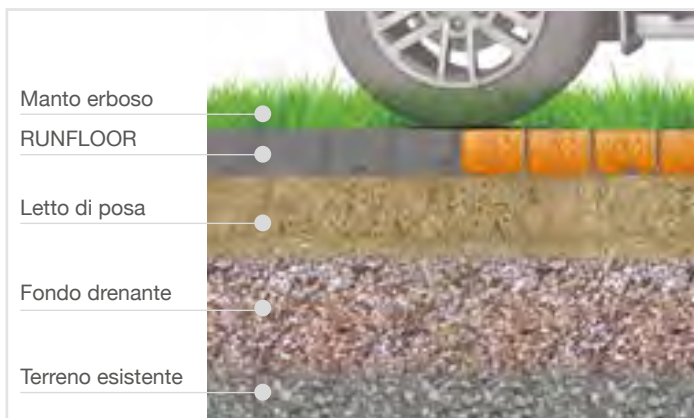 Manto erboso
RUNFLOOR
Letto di posa
Fondo drenante
Terreno esistente